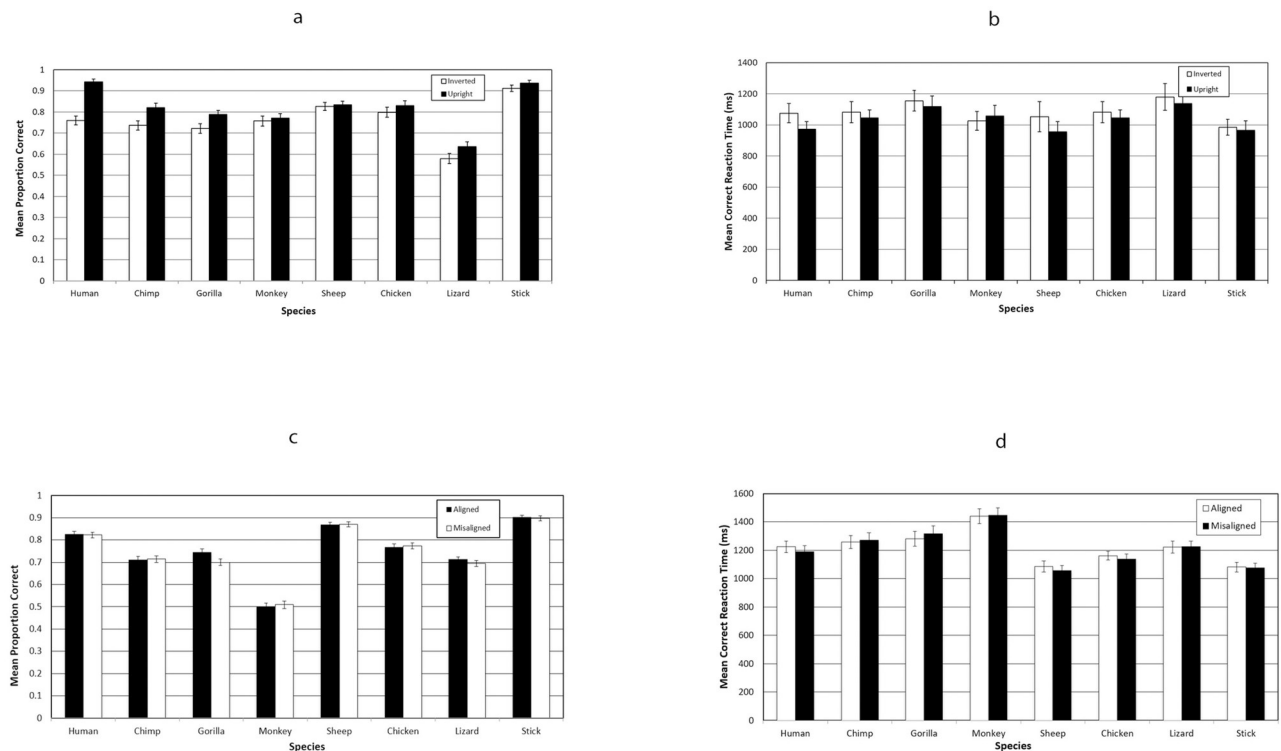 a
1
0.9
0.8
0.7
0.6
0.5
0.4
0.3
0.2
0.1
0
Mean Proportion Correct
Inverted
Upright
Human Chimp Gorilla Monkey Sheep Chicken Lizard Stick
Species
b
1400
1200
1000
800
600
400
200
0
Mean Correct Reaction Time (ms)
Inverted
Upright
Human Chimp Gorilla Monkey Sheep Chicken Lizard Stick
Species
c
1
0.9
0.8
0.7
0.6
0.5
0.4
0.3
0.2
0.1
0
Mean Proportion Correct
Aligned
Misaligned
Human Chimp Gorilla Monkey Sheep Chicken Lizard Stick
Species
d
1600
1400
1200
1000
800
600
400
200
0
Mean Correct Reaction Time (ms)
Aligned
Misaligned
Human Chimp Gorilla Monkey Sheep Chicken Lizard Stick
Species